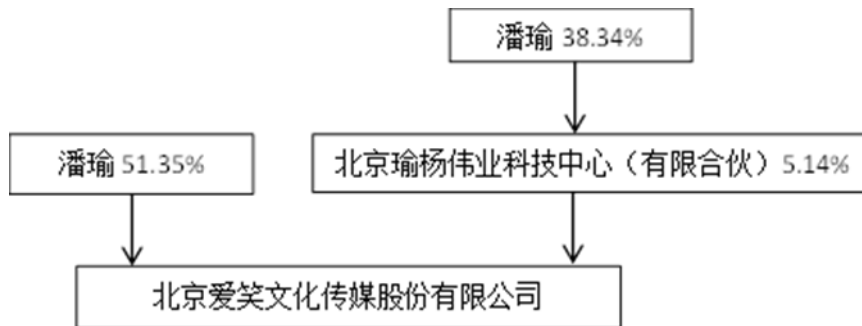 潘瑜 38.34%
潘瑜 51.35%
北京瑜杨伟业科技中心（有限合伙）5.14%
北京爱笑文化传媒股份有限公司